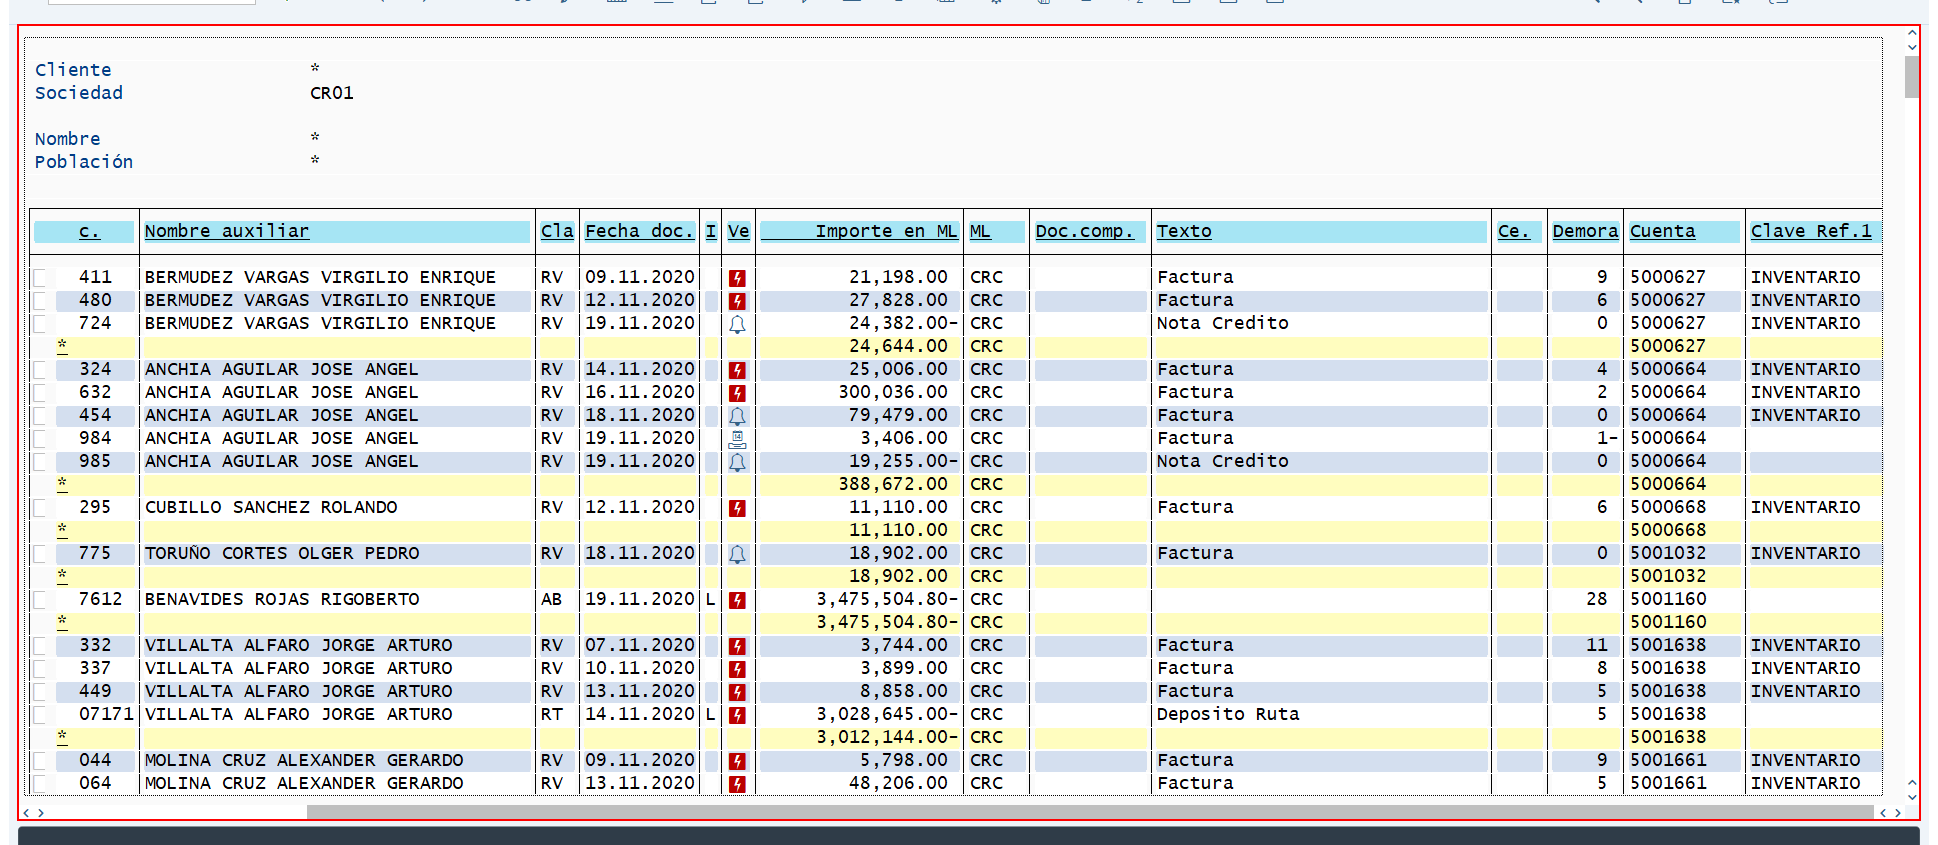 Cliente *
Sociedad CR01
Nombre *
Población *
c. Nombre auxiliar Cla Fecha doc. I Ve Importe en ML ML Doc.comp. Texto Ce. Demora Cuenta Clave Ref.1
411 BERMUDEZ VARGAS VIRGILIO ENRIQUE RV 09.11.2020 21,198.00 CRC Factura 9 5000627 INVENTARIO
480 BERMUDEZ VARGAS VIRGILIO ENRIQUE RV 12.11.2020 27,828.00 CRC Factura 6 5000627 INVENTARIO
724 BERMUDEZ VARGAS VIRGILIO ENRIQUE RV 19.11.2020 24,382.00- CRC Nota Credito 0 5000627 INVENTARIO
* 24,644.00 CRC 5000627
324 ANCHIA AGUILAR JOSE ANGEL RV 14.11.2020 25,006.00 CRC Factura 4 5000664 INVENTARIO
632 ANCHIA AGUILAR JOSE ANGEL RV 16.11.2020 300,036.00 CRC Factura 2 5000664 INVENTARIO
454 ANCHIA AGUILAR JOSE ANGEL RV 18.11.2020 79,479.00 CRC Factura 0 5000664 INVENTARIO
984 ANCHIA AGUILAR JOSE ANGEL RV 19.11.2020 3,406.00 CRC Factura 1- 5000664
985 ANCHIA AGUILAR JOSE ANGEL RV 19.11.2020 19,255.00- CRC Nota Credito 0 5000664
* 388,672.00 CRC 5000664
295 CUBILLO SANCHEZ ROLANDO RV 12.11.2020 11,110.00 CRC Factura 6 5000668 INVENTARIO
* 11,110.00 CRC 5000668
775 TORUÑO CORTES OLGER PEDRO RV 18.11.2020 18,902.00 CRC Factura 0 5001032 INVENTARIO
* 18,902.00 CRC 5001032
7612 BENAVIDES ROJAS RIGOBERTO AB 19.11.2020 L 3,475,504.80- CRC 28 5001160
* 3,475,504.80- CRC 5001160
332 VILLALTA ALFARO JORGE ARTURO RV 07.11.2020 3,744.00 CRC Factura 11 5001638 INVENTARIO
337 VILLALTA ALFARO JORGE ARTURO RV 10.11.2020 3,899.00 CRC Factura 8 5001638 INVENTARIO
449 VILLALTA ALFARO JORGE ARTURO RV 13.11.2020 8,858.00 CRC Factura 5 5001638 INVENTARIO
07171 VILLALTA ALFARO JORGE ARTURO RT 14.11.2020 L 3,028,645.00- CRC Deposito Ruta 5 5001638
* 3,012,144.00- CRC 5001638
044 MOLINA CRUZ ALEXANDER GERARDO RV 09.11.2020 5,798.00 CRC Factura 9 5001661 INVENTARIO
064 MOLINA CRUZ ALEXANDER GERARDO RV 13.11.2020 48,206.00 CRC Factura 5 5001661 INVENTARIO